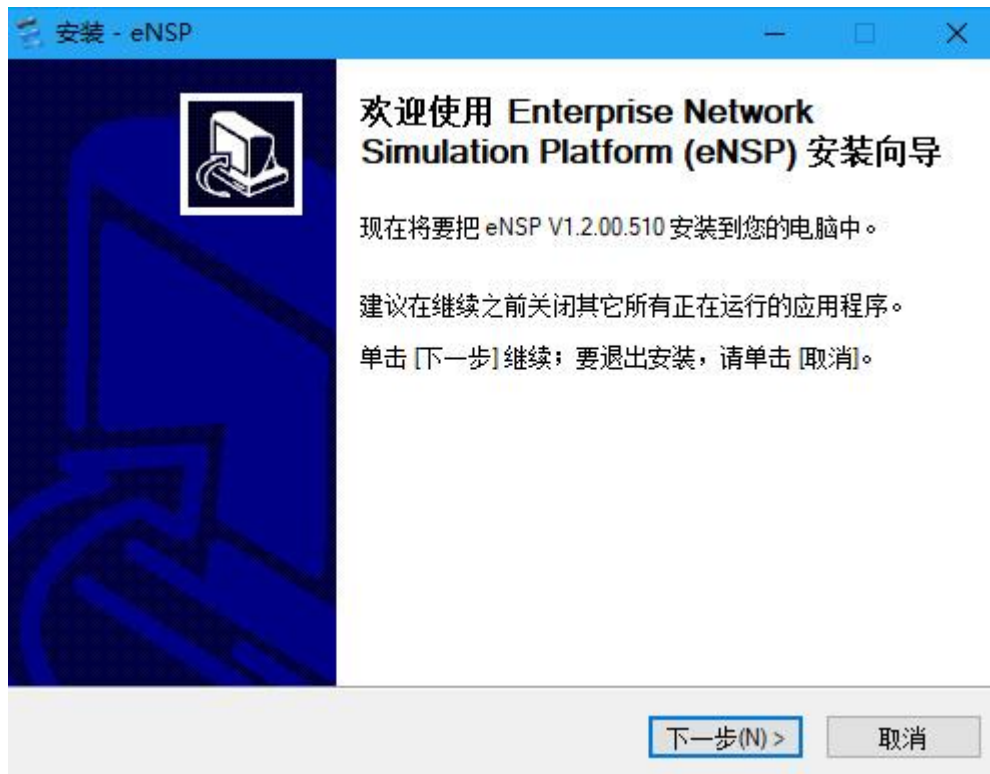 安装 - eNSP
欢迎使用 Enterprise Network
Simulation Platform (eNSP) 安装向导
现在将要把 eNSP V1.2.00.510 安装到您的电脑中。
建议在继续之前关闭其它所有正在运行的应用程序。
单击 [下一步] 继续；要退出安装，请单击 [取消]。
下一步(N) >
取消